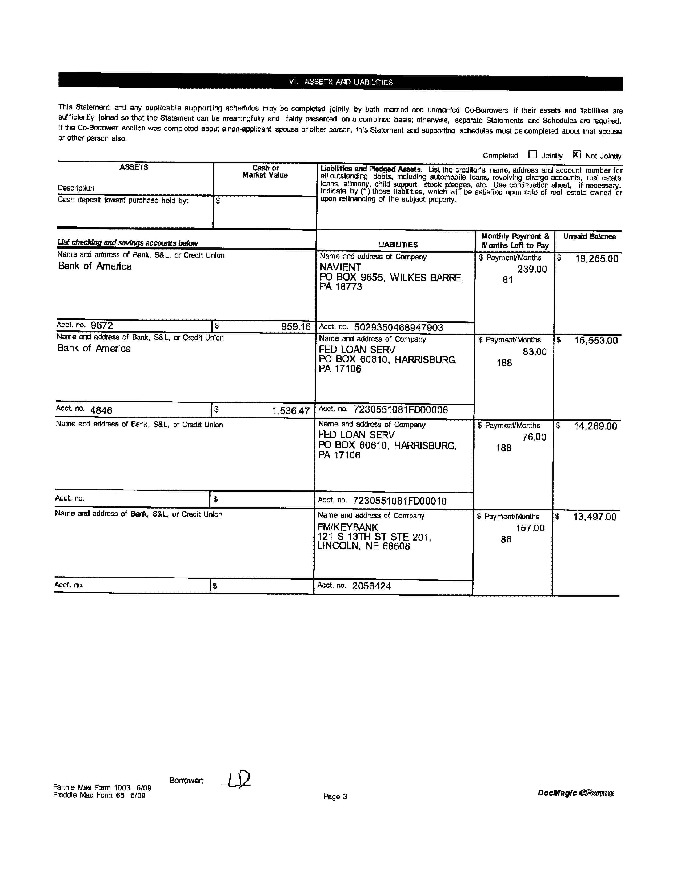 VI. ASSETS AND LIABILITIES
This Statement and any applicable supporting schedules may be completed jointly by both married and unmarried Co-Borrowers if their assets and liabilities are
sufficiently joined so that the Statement can be meaningfully and fairly presented on a combined basis; otherwise, separate Statements and Schedules are required.
If the Co-Borrower section was completed about a non-applicant spouse or other person, this Statement and supporting schedules must be completed about that spouse
or other person also.
Completed Jointly X Not Jointly
ASSETS
Cash or
Market Value
Description
Cash deposit toward purchase held by:
$
Liabilities and Pledged Assets. List the creditor's name, address and account number for
all outstanding debts, including automobile loans, revolving charge accounts, real estate
loans, alimony, child support, stock pledges, etc. Use continuation sheet, if necessary.
Indicate by (*) those liabilities, which will be satisfied upon sale of real estate owned or
upon refinancing of the subject property.
List checking and savings accounts below
LIABILITIES
Monthly Payment &
Months Left to Pay
Unpaid Balance
Name and address of Bank, S&L, or Credit Union
Bank of America
Name and address of Company
NAVIENT
PO BOX 9655, WILKES BARRE,
PA 18773
$ Payment/Months
239.00
81
$ 19,265.00
Acct. no. 9672
$ 959.16
Acct. no. 5029350468947903
Name and address of Bank, S&L, or Credit Union
Bank of America
Name and address of Company
FED LOAN SERV
PO BOX 60610, HARRISBURG,
PA 17106
$ Payment/Months
83.00
188
$ 15,553.00
Acct. no. 4846
$ 1,536.47
Acct. no. 7230551081FD00006
Name and address of Bank, S&L, or Credit Union
Name and address of Company
FED LOAN SERV
PO BOX 60610, HARRISBURG,
PA 17106
$ Payment/Months
76.00
188
$ 14,289.00
Acct. no.
$
Acct. no. 7230551081FD00010
Name and address of Bank, S&L, or Credit Union
Name and address of Company
FM/KEYBANK
121 S 13TH ST STE 201,
LINCOLN, NE 68508
$ Payment/Months
157.00
86
$ 13,497.00
Acct. no.
$
Acct. no. 2056424
Borrower: LD
Fannie Mae Form 1003 6/09
Freddie Mac Form 65 6/09
Page 3
DocMagic